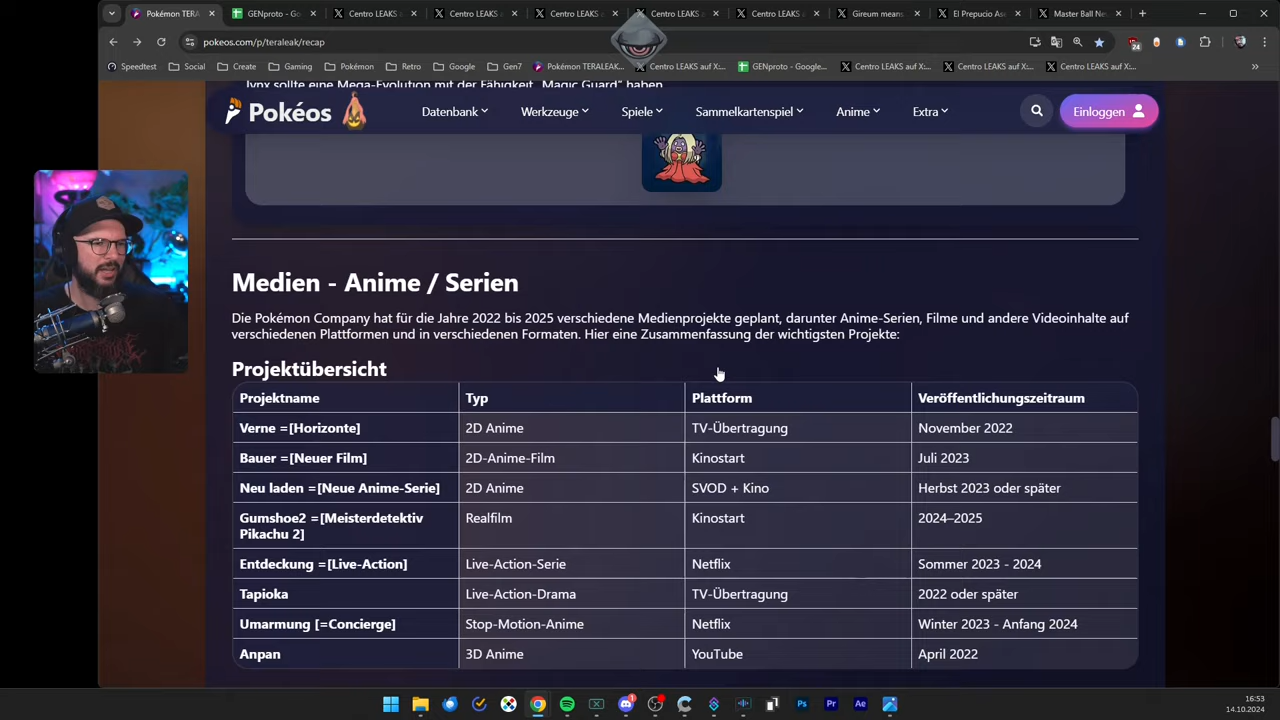 Pokémon TERA
GENproto - Go
Centro LEAKS
Centro LEAKS
Centro LEAKS
Centro LEAKS
Centro LEAKS
Gireum means
El Prepucio As
Master Ball Ne
pokeos.com/p/teraleak/recap
24
Speedtest
Social
Create
Gaming
Pokémon
Retro
Google
Gen7
Pokémon TERALEAK...
Centro LEAKS auf X:...
GENproto - Google...
Centro LEAKS auf X:...
Centro LEAKS auf X:...
Centro LEAKS auf X:...
Jynx sollte eine Mega-Evolution mit der Fähigkeit „Magic Guard“ haben
Pokéos
Datenbank
Werkzeuge
Spiele
Sammelkartenspiel
Anime
Extra
Einloggen
Medien - Anime / Serien
Die Pokémon Company hat für die Jahre 2022 bis 2025 verschiedene Medienprojekte geplant, darunter Anime-Serien, Filme und andere Videoinhalte auf
verschiedenen Plattformen und in verschiedenen Formaten. Hier eine Zusammenfassung der wichtigsten Projekte:
Projektübersicht
Projektname Typ Plattform Veröffentlichungszeitraum
Verne =[Horizonte] 2D Anime TV-Übertragung November 2022
Bauer =[Neuer Film] 2D-Anime-Film Kinostart Juli 2023
Neu laden =[Neue Anime-Serie] 2D Anime SVOD + Kino Herbst 2023 oder später
Gumshoe2 =[Meisterdetektiv Realfilm Kinostart 2024–2025
Pikachu 2]
Entdeckung =[Live-Action] Live-Action-Serie Netflix Sommer 2023 - 2024
Tapioka Live-Action-Drama TV-Übertragung 2022 oder später
Umarmung [=Concierge] Stop-Motion-Anime Netflix Winter 2023 - Anfang 2024
Anpan 3D Anime YouTube April 2022
1
Ps
Pr
Ae
16:53
14.10.2024